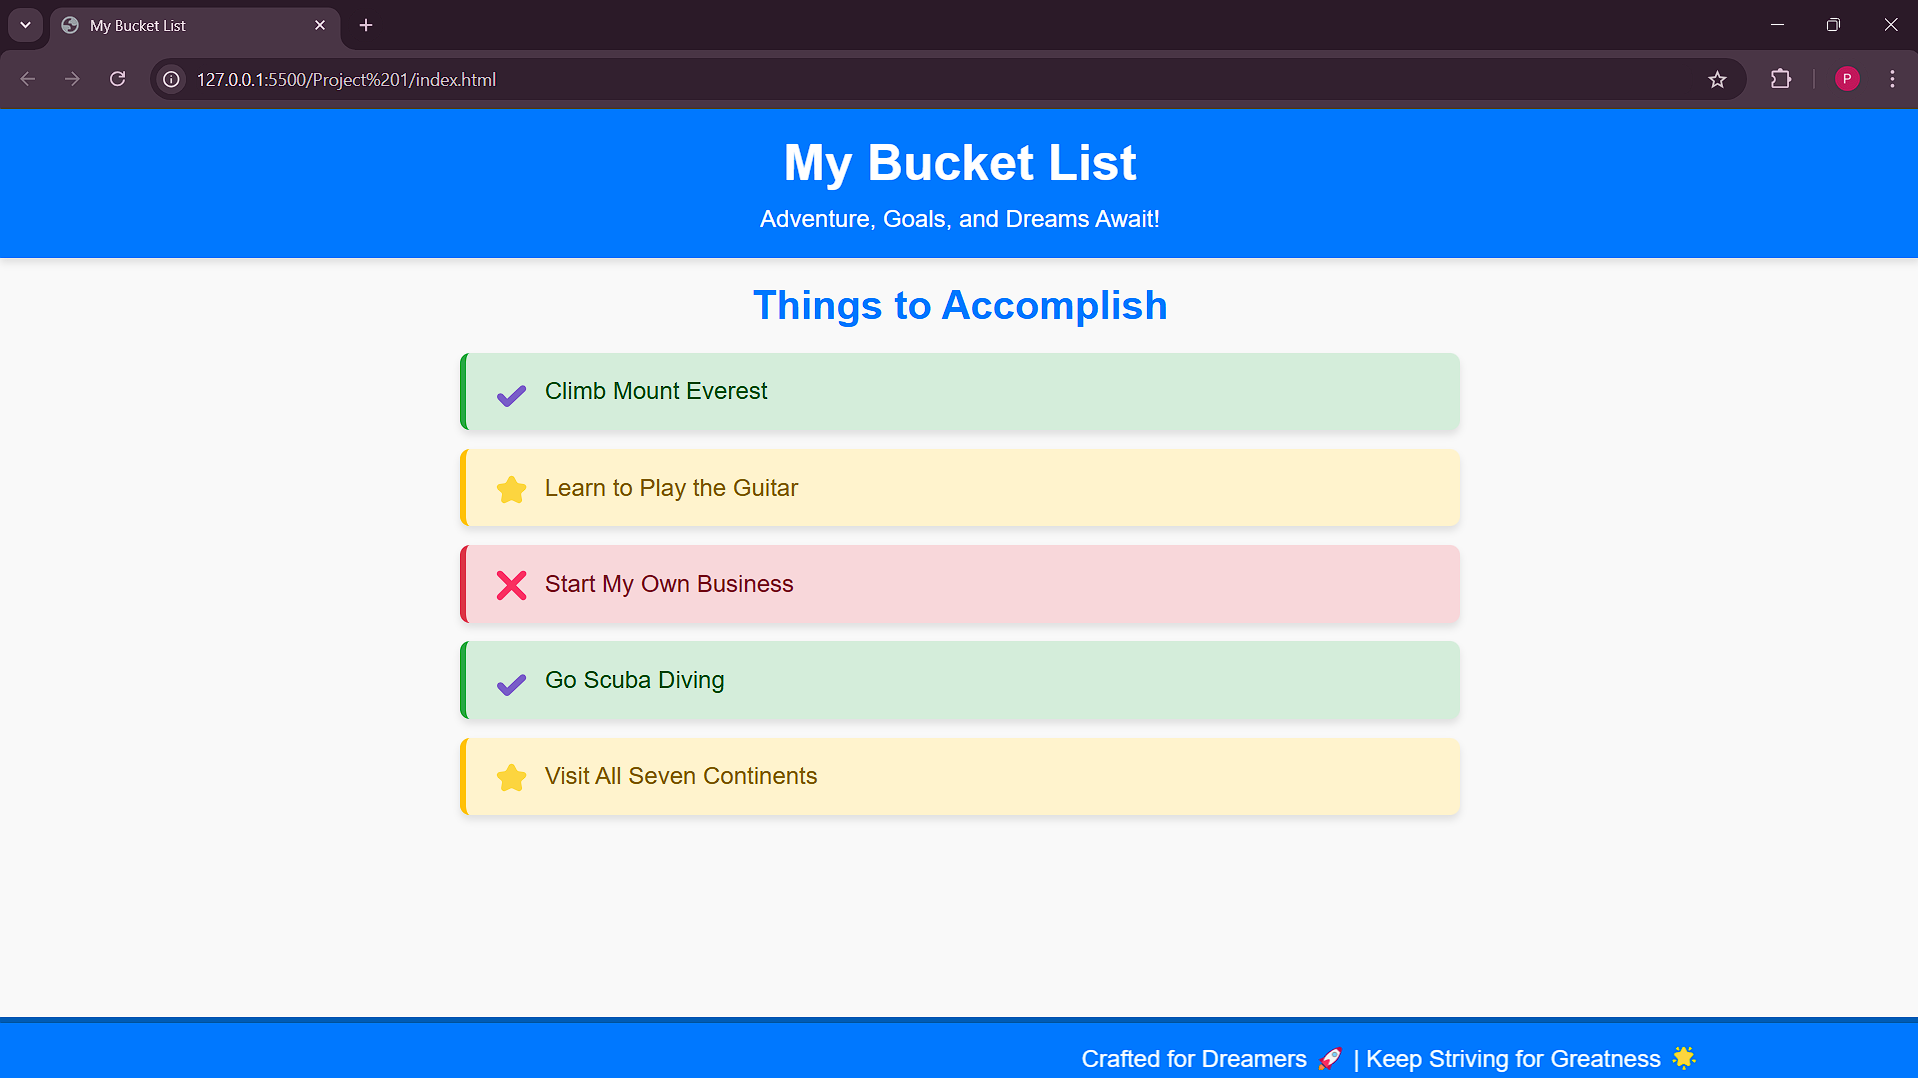 My Bucket List
127.0.0.1:5500/Project%201/index.html
P
My Bucket List
Adventure, Goals, and Dreams Await!
Things to Accomplish
Climb Mount Everest
Learn to Play the Guitar
Start My Own Business
Go Scuba Diving
Visit All Seven Continents
Crafted for Dreamers 🚀 | Keep Striving for Greatness 🌟